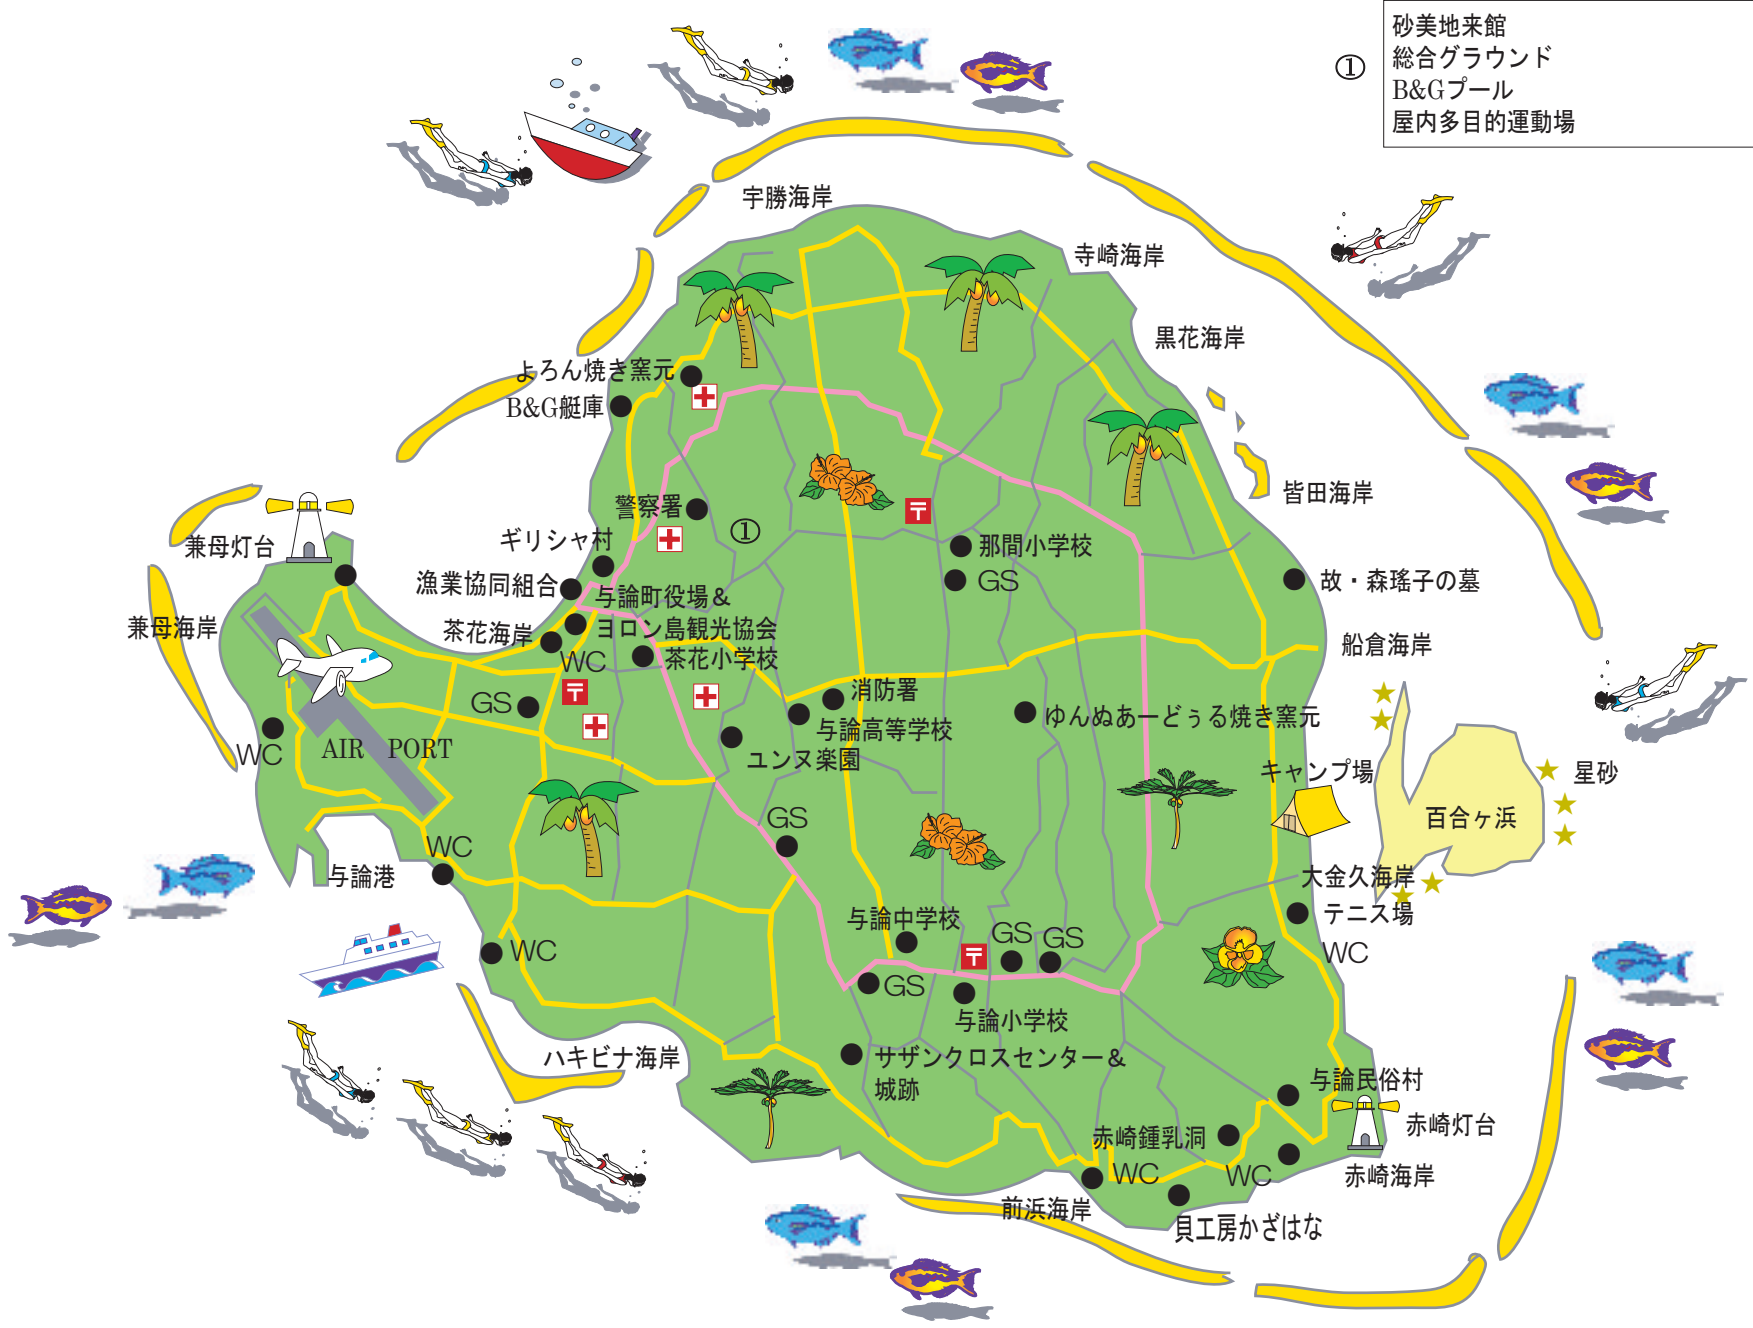 ①
砂美地来館
総合グラウンド
B&Gプール
屋内多目的運動場
宇勝海岸
寺崎海岸
黒花海岸
よろん焼き窯元
B&G艇庫
皆田海岸
警察署
①
ギリシャ村
兼母灯台
那間小学校
GS
漁業協同組合
与論町役場&
ヨロン島観光協会
故・森瑤子の墓
兼母海岸
茶花海岸
WC
茶花小学校
船倉海岸
消防署
GS
与論高等学校
ゆんぬあーどぅる焼き窯元
WC
AIR PORT
ユンヌ楽園
キャンプ場
星砂
百合ヶ浜
GS
WC
与論港
大金久海岸
テニス場
与論中学校
GS
GS
WC
WC
GS
与論小学校
ハキビナ海岸
サザンクロスセンター&
城跡
与論民俗村
赤崎灯台
赤崎鍾乳洞
WC
WC
赤崎海岸
前浜海岸
貝工房かざはな